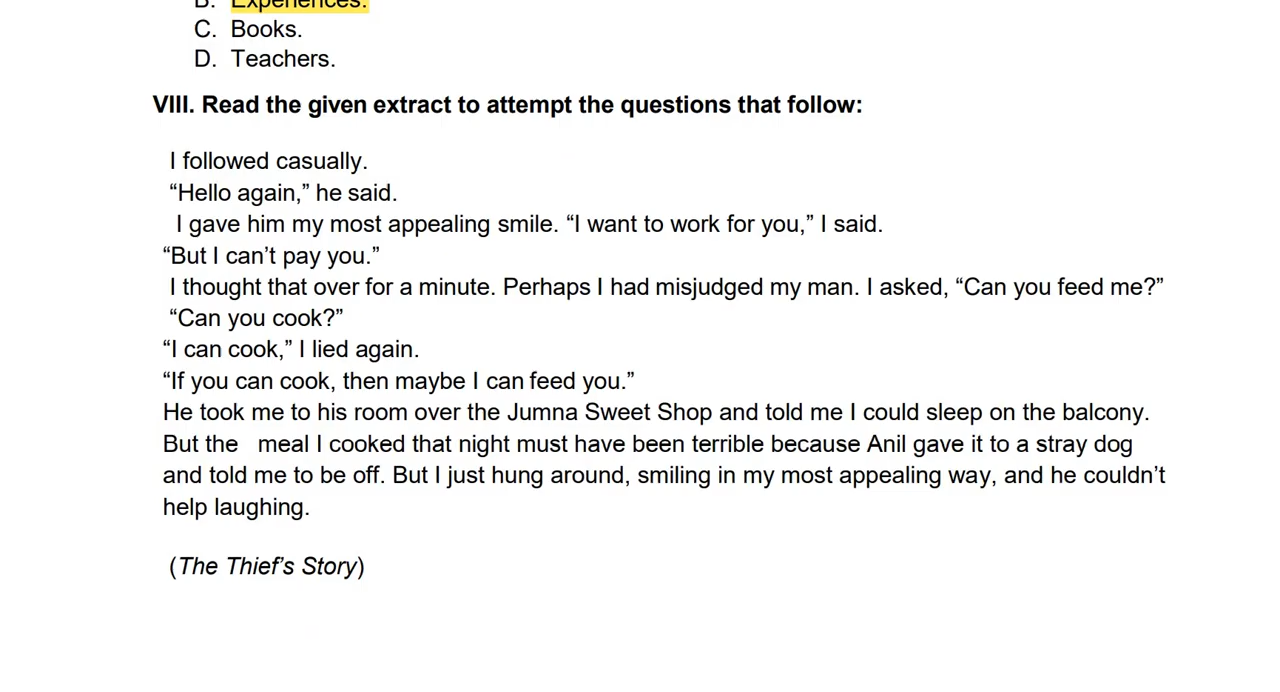 B. Experiences.
C. Books.
D. Teachers.
VIII. Read the given extract to attempt the questions that follow:
I followed casually.
“Hello again,” he said.
I gave him my most appealing smile. “I want to work for you,” I said.
“But I can’t pay you.”
I thought that over for a minute. Perhaps I had misjudged my man. I asked, “Can you feed me?”
“Can you cook?”
“I can cook,” I lied again.
“If you can cook, then maybe I can feed you.”
He took me to his room over the Jumna Sweet Shop and told me I could sleep on the balcony.
But the meal I cooked that night must have been terrible because Anil gave it to a stray dog
and told me to be off. But I just hung around, smiling in my most appealing way, and he couldn’t
help laughing.
(The Thief’s Story)